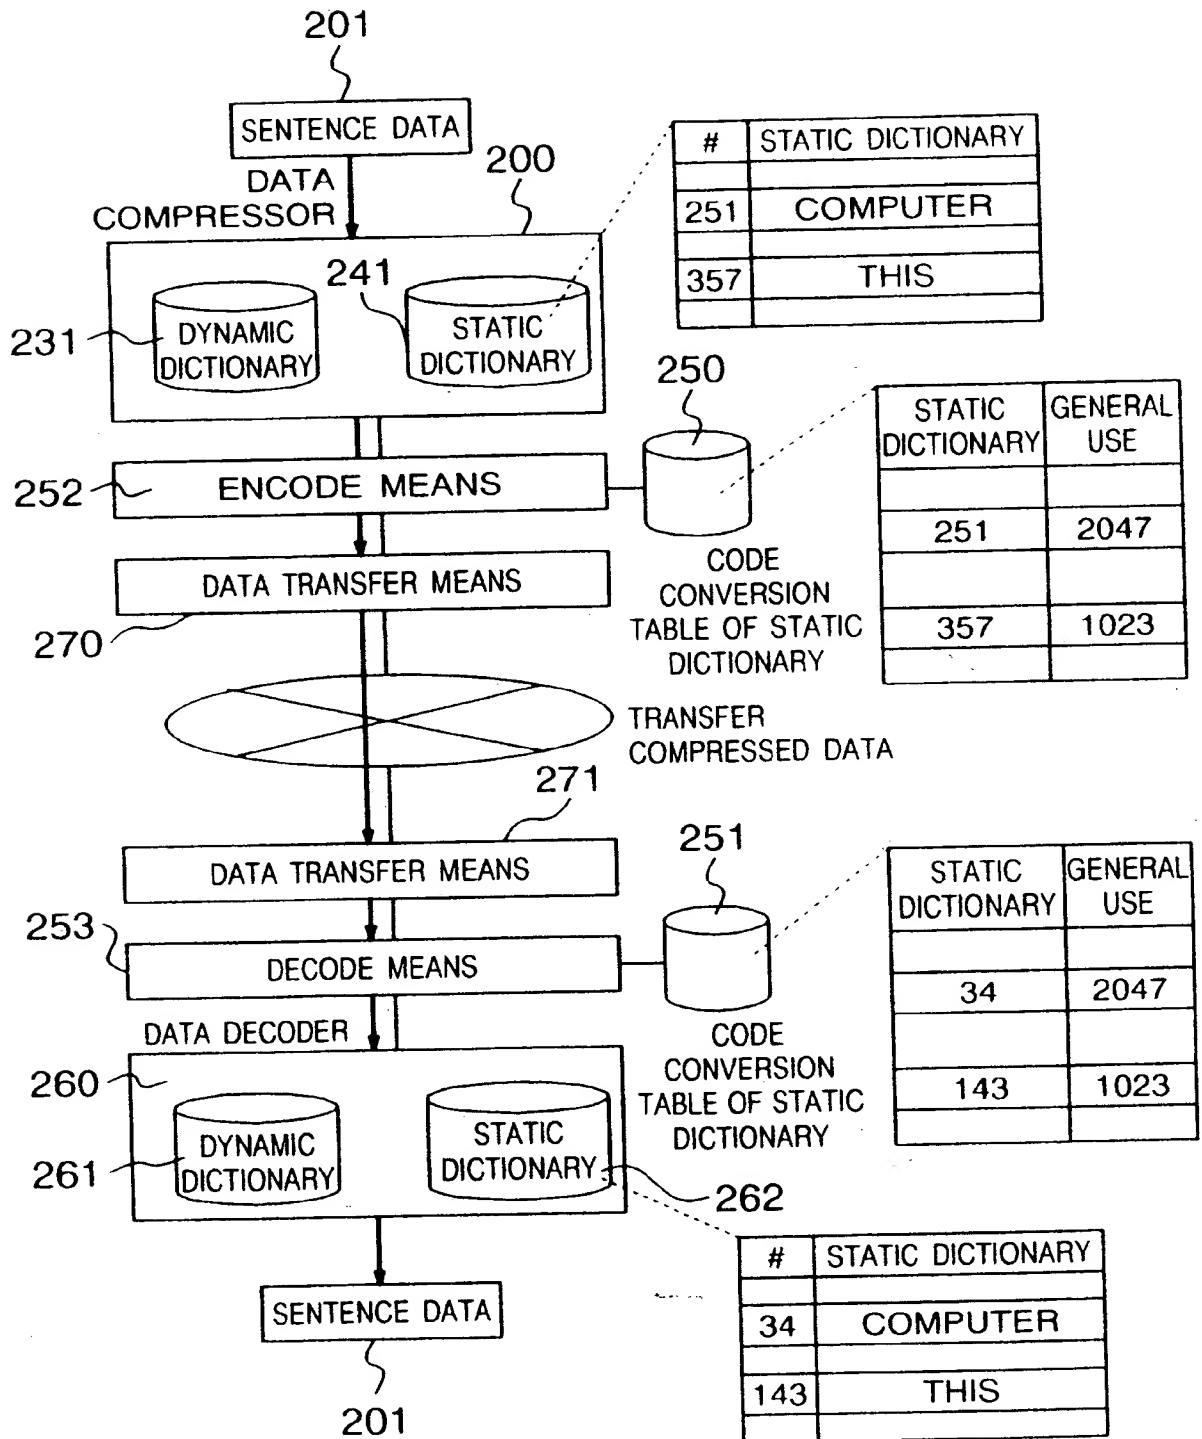 201
SENTENCE DATA
DATA
COMPRESSOR
200
# STATIC DICTIONARY
251 COMPUTER
357 THIS
231
DYNAMIC
DICTIONARY
241
STATIC
DICTIONARY
250
STATIC
DICTIONARY
GENERAL
USE
251 2047
357 1023
252
ENCODE MEANS
CODE
CONVERSION
TABLE OF STATIC
DICTIONARY
DATA TRANSFER MEANS
270
TRANSFER
COMPRESSED DATA
271
DATA TRANSFER MEANS
251
STATIC
DICTIONARY
GENERAL
USE
34 2047
143 1023
253
DECODE MEANS
CODE
CONVERSION
TABLE OF STATIC
DICTIONARY
DATA DECODER
260
261
DYNAMIC
DICTIONARY
STATIC
DICTIONARY
262
# STATIC DICTIONARY
34 COMPUTER
143 THIS
SENTENCE DATA
201